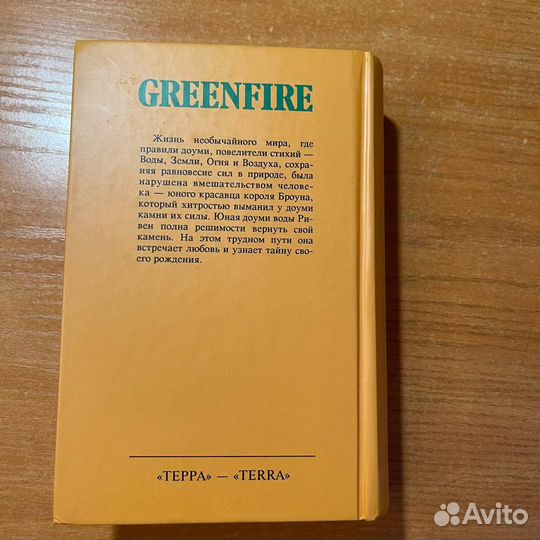 GREENFIRE
Жизнь необычайного мира, где
правили доуми, повелители стихий —
Воды, Земли, Огня и Воздуха, сохра-
няя равновесие сил в природе, была
нарушена вмешательством челове-
ка — юного красавца короля Броуна,
который хитростью выманил у доуми
камни их силы. Юная доуми воды Ри-
вен полна решимости вернуть свой
камень. На этом трудном пути она
встречает любовь и узнает тайну сво-
его рождения.
«ТЕРРА» — «TERRA»
Avito